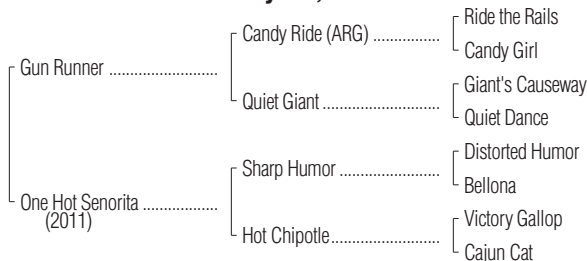 Ride the Rails
Candy Ride (ARG) ................
Candy Girl
Gun Runner ..........................
Giant's Causeway
Quiet Giant ............................
Quiet Dance
Distorted Humor
Sharp Humor ........................
Bellona
One Hot Senorita ..................
(2011)
Victory Gallop
Hot Chipotle..........................
Cajun Cat